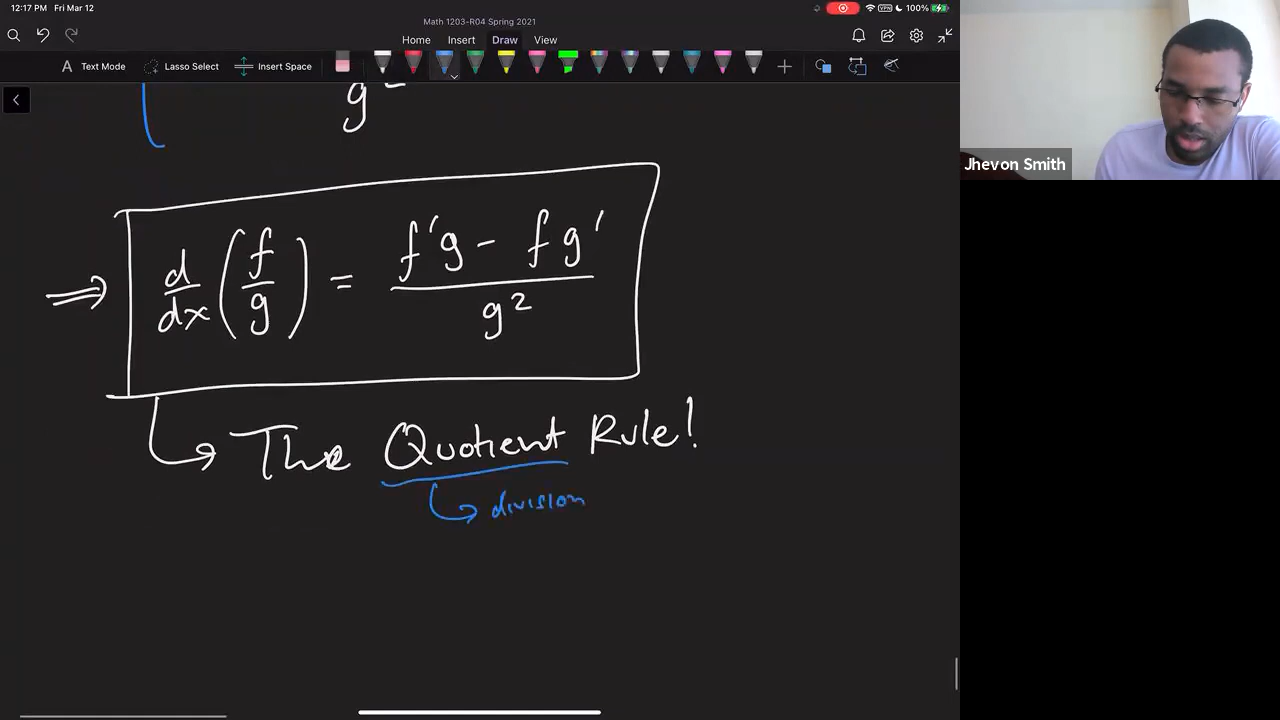 12:17 PM Fri Mar 12
VPN 100%
Math 1203-R04 Spring 2021
Home Insert Draw View
Text Mode Lasso Select Insert Space
g²
⇒ d/dx (f/g) = (f′g - fg′)/g²
↳ The Quotient Rule!
↳ division
Jhevon Smith